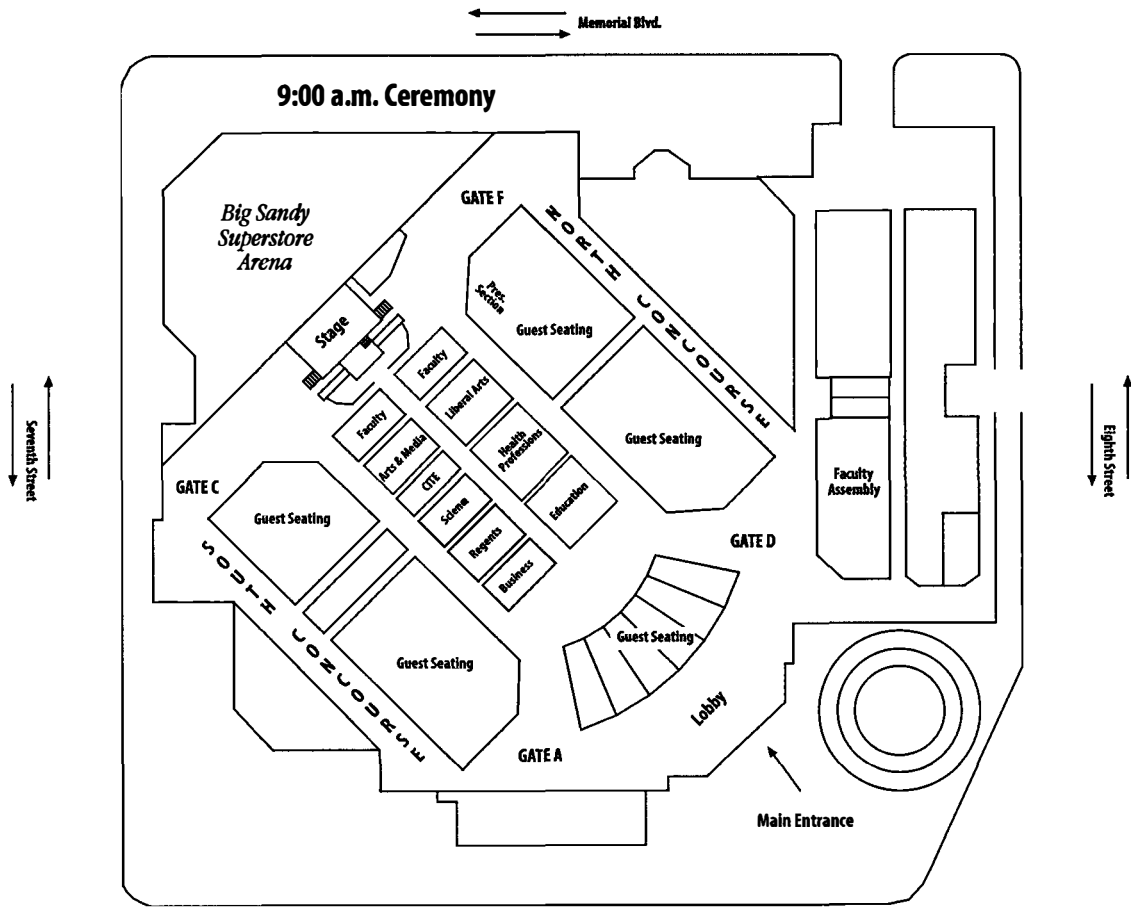 Memorial Blvd.
9:00 a.m. Ceremony
Big Sandy
Superstore
Arena
GATE F
NORTH CONCOURSE
Pres.
Section
Guest Seating
Stage
Faculty
Liberal Arts
Health
Professions
Education
Guest Seating
Faculty
Arts & Media
CITE
Science
Regents
Business
Seventh Street
Eighth Street
Faculty
Assembly
GATE C
Guest Seating
SOUTH CONCOURSE
Guest Seating
GATE D
Guest Seating
Lobby
GATE A
Main Entrance